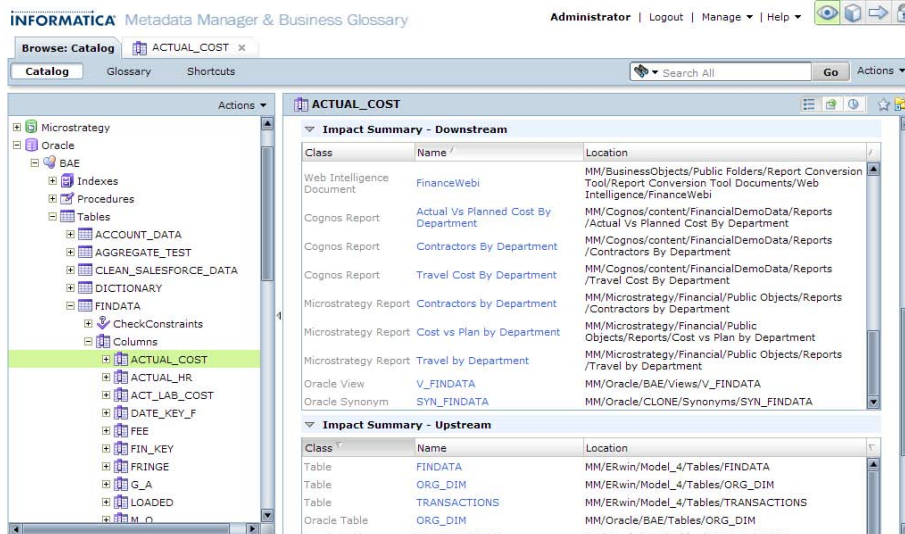 INFORMATICA Metadata Manager & Business Glossary
Administrator | Logout | Manage | Help
Browse: Catalog
ACTUAL_COST
Catalog
Glossary
Shortcuts
Search All
Go
Actions
Actions
Microstrategy
Oracle
BAE
Indexes
Procedures
Tables
ACCOUNT_DATA
AGGREGATE_TEST
CLEAN_SALESFORCE_DATA
DICTIONARY
FINDATA
CheckConstraints
Columns
ACTUAL_COST
ACTUAL_HR
ACT_LAB_COST
DATE_KEY_F
FEE
FIN_KEY
FRINGE
G_A
LOADED
M_O
ACTUAL_COST
Impact Summary - Downstream
Class Name Location
Web Intelligence Document FinanceWebi MM/BusinessObjects/Public Folders/Report Conversion Tool/Report Conversion Tool Documents/Web Intelligence/FinanceWebi
Cognos Report Actual Vs Planned Cost By Department MM/Cognos/content/FinancialDemoData/Reports /Actual Vs Planned Cost By Department
Cognos Report Contractors By Department MM/Cognos/content/FinancialDemoData/Reports /Contractors By Department
Cognos Report Travel Cost By Department MM/Cognos/content/FinancialDemoData/Reports /Travel Cost By Department
Microstrategy Report Contractors by Department MM/Microstrategy/Financial/Public Objects/Reports /Contractors by Department
Microstrategy Report Cost vs Plan by Department MM/Microstrategy/Financial/Public Objects/Reports/Cost vs Plan by Department
Microstrategy Report Travel by Department MM/Microstrategy/Financial/Public Objects/Reports /Travel by Department
Oracle View V_FINDATA MM/Oracle/BAE/Views/V_FINDATA
Oracle Synonym SYN_FINDATA MM/Oracle/CLONE/Synonyms/SYN_FINDATA
Impact Summary - Upstream
Class Name Location
Table FINDATA MM/ERwin/Model_4/Tables/FINDATA
Table ORG_DIM MM/ERwin/Model_4/Tables/ORG_DIM
Table TRANSACTIONS MM/ERwin/Model_4/Tables/TRANSACTIONS
Oracle Table ORG_DIM MM/Oracle/BAE/Tables/ORG_DIM